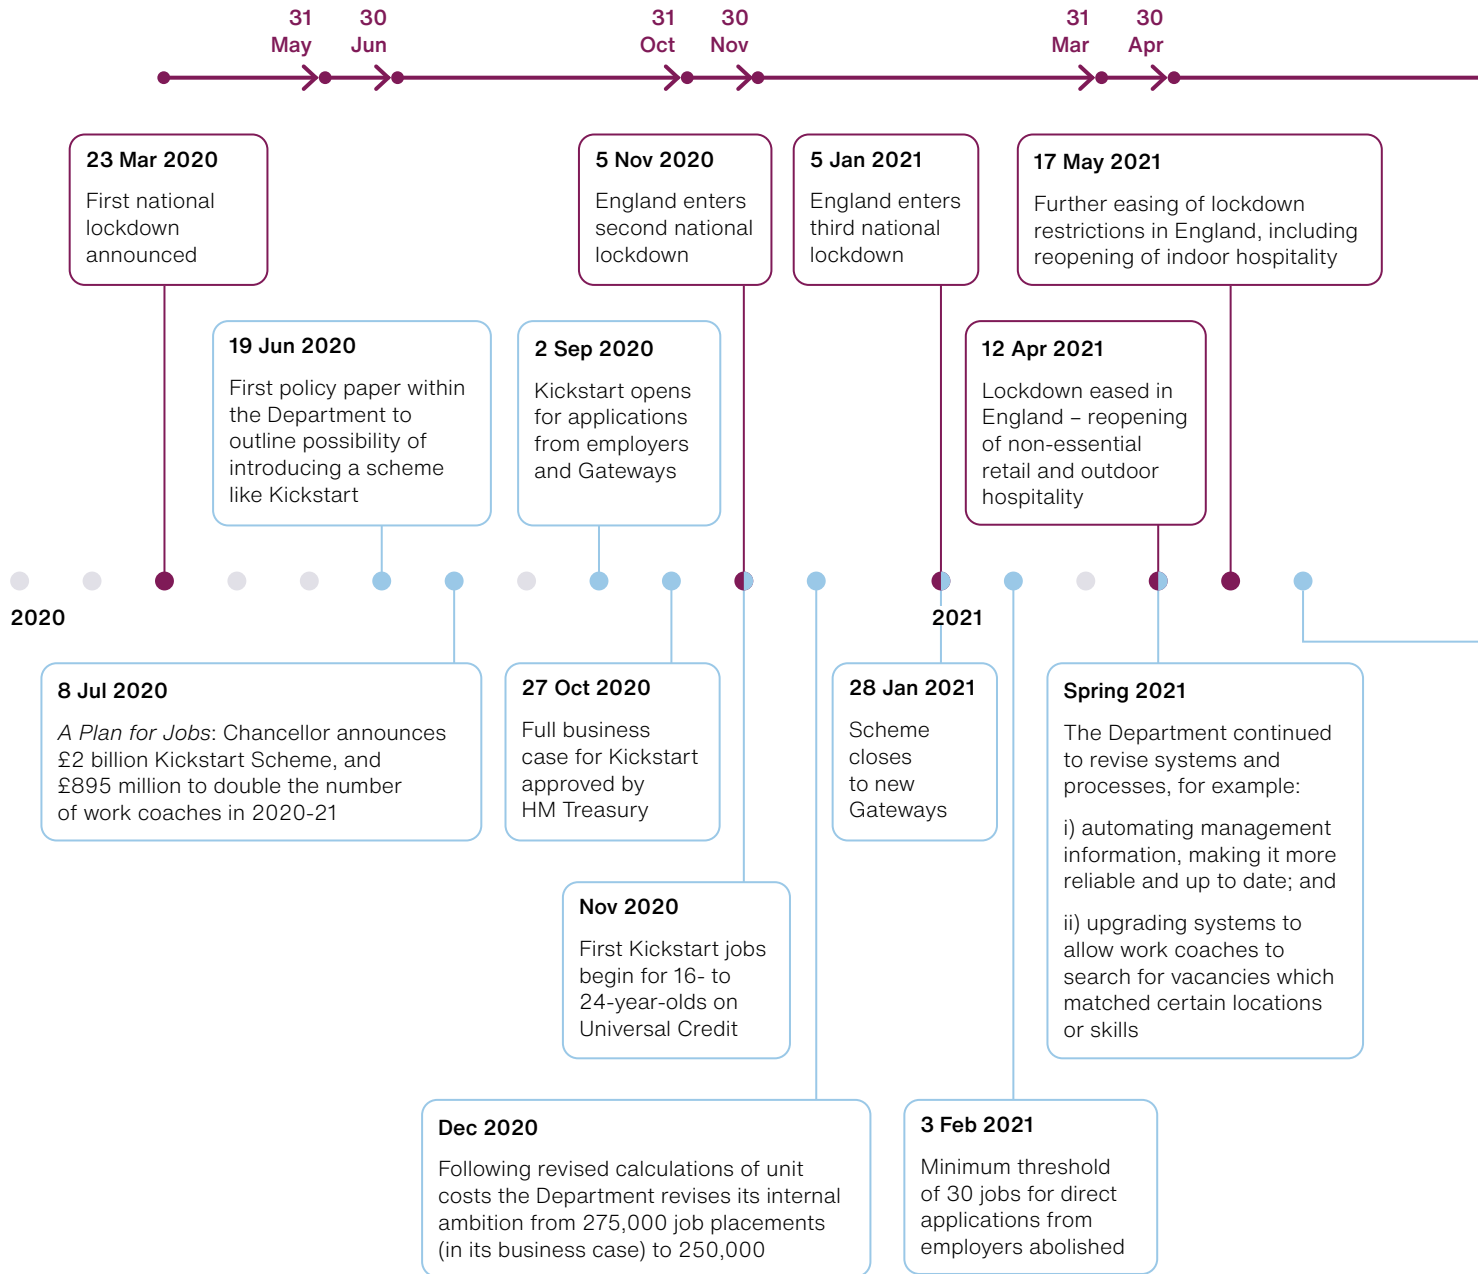 31
May
30
Jun
31
Oct
30
Nov
31
Mar
30
Apr
23 Mar 2020
First national
lockdown
announced
5 Nov 2020
England enters
second national
lockdown
5 Jan 2021
England enters
third national
lockdown
17 May 2021
Further easing of lockdown
restrictions in England, including
reopening of indoor hospitality
19 Jun 2020
First policy paper within
the Department to
outline possibility of
introducing a scheme
like Kickstart
2 Sep 2020
Kickstart opens
for applications
from employers
and Gateways
12 Apr 2021
Lockdown eased in
England – reopening
of non-essential
retail and outdoor
hospitality
2020
2021
8 Jul 2020
A Plan for Jobs: Chancellor announces
£2 billion Kickstart Scheme, and
£895 million to double the number
of work coaches in 2020-21
27 Oct 2020
Full business
case for Kickstart
approved by
HM Treasury
28 Jan 2021
Scheme
closes
to new
Gateways
Spring 2021
The Department continued
to revise systems and
processes, for example:
i) automating management
information, making it more
reliable and up to date; and
ii) upgrading systems to
allow work coaches to
search for vacancies which
matched certain locations
or skills
Nov 2020
First Kickstart jobs
begin for 16- to
24-year-olds on
Universal Credit
Dec 2020
Following revised calculations of unit
costs the Department revises its internal
ambition from 275,000 job placements
(in its business case) to 250,000
3 Feb 2021
Minimum threshold
of 30 jobs for direct
applications from
employers abolished